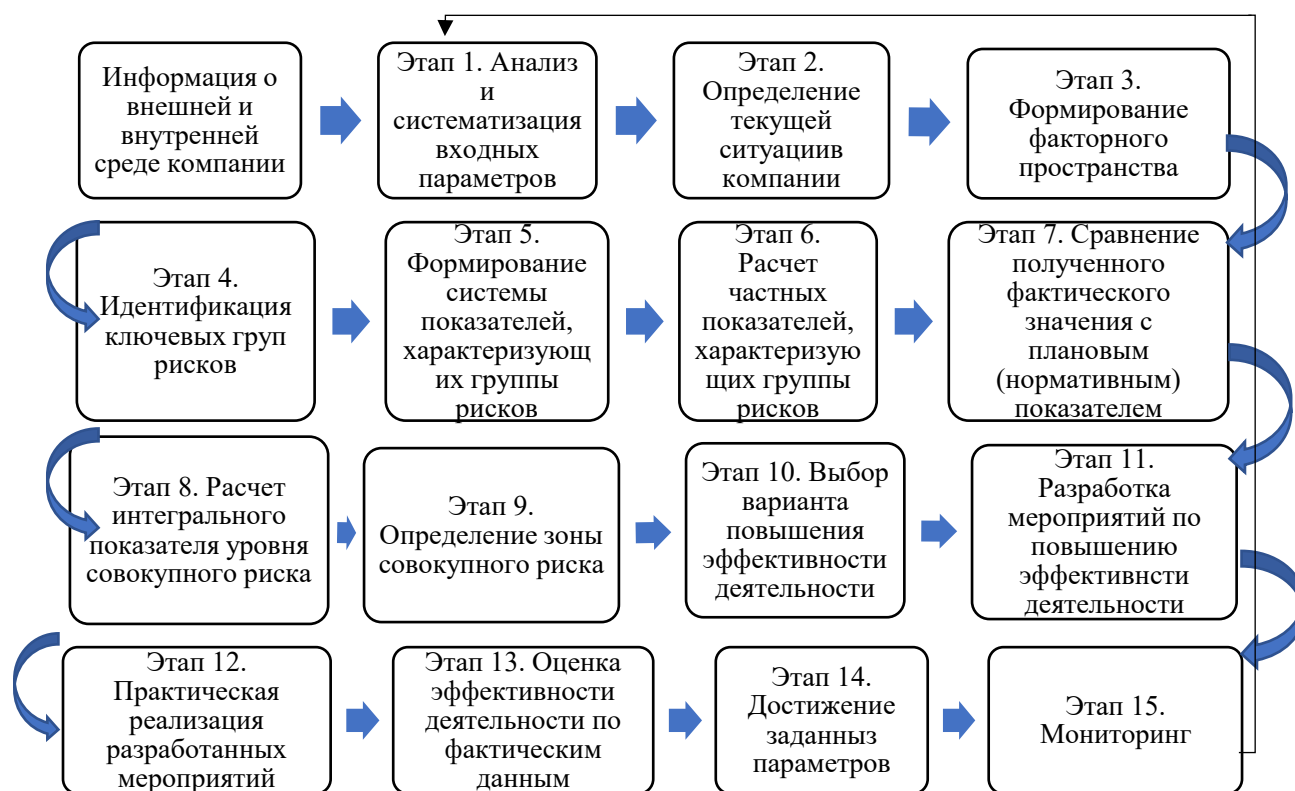 Информация о
внешней и
внутренней
среде компании
Этап 1. Анализ
и
систематизация
входных
параметров
Этап 2.
Определение
текущей
ситуациив
компании
Этап 3.
Формирование
факторного
пространства
Этап 4.
Идентификация
ключевых груп
рисков
Этап 5.
Формирование
системы
показателей,
характеризующ
их группы
рисков
Этап 6.
Расчет
частных
показателей,
характеризую
щих группы
рисков
Этап 7. Сравнение
полученного
фактического
значения с
плановым
(нормативным)
показателем
Этап 8. Расчет
интегрального
показателя уровня
совокупного риска
Этап 9.
Определение зоны
совокупного риска
Этап 10. Выбор
варианта
повышения
эффективности
деятельности
Этап 11.
Разработка
мероприятий по
повышению
эффективнсти
деятельности
Этап 12.
Практическая
реализация
разработанных
мероприятий
Этап 13. Оценка
эффективности
деятельности по
фактическим
данным
Этап 14.
Достижение
заданныз
параметров
Этап 15.
Мониторинг